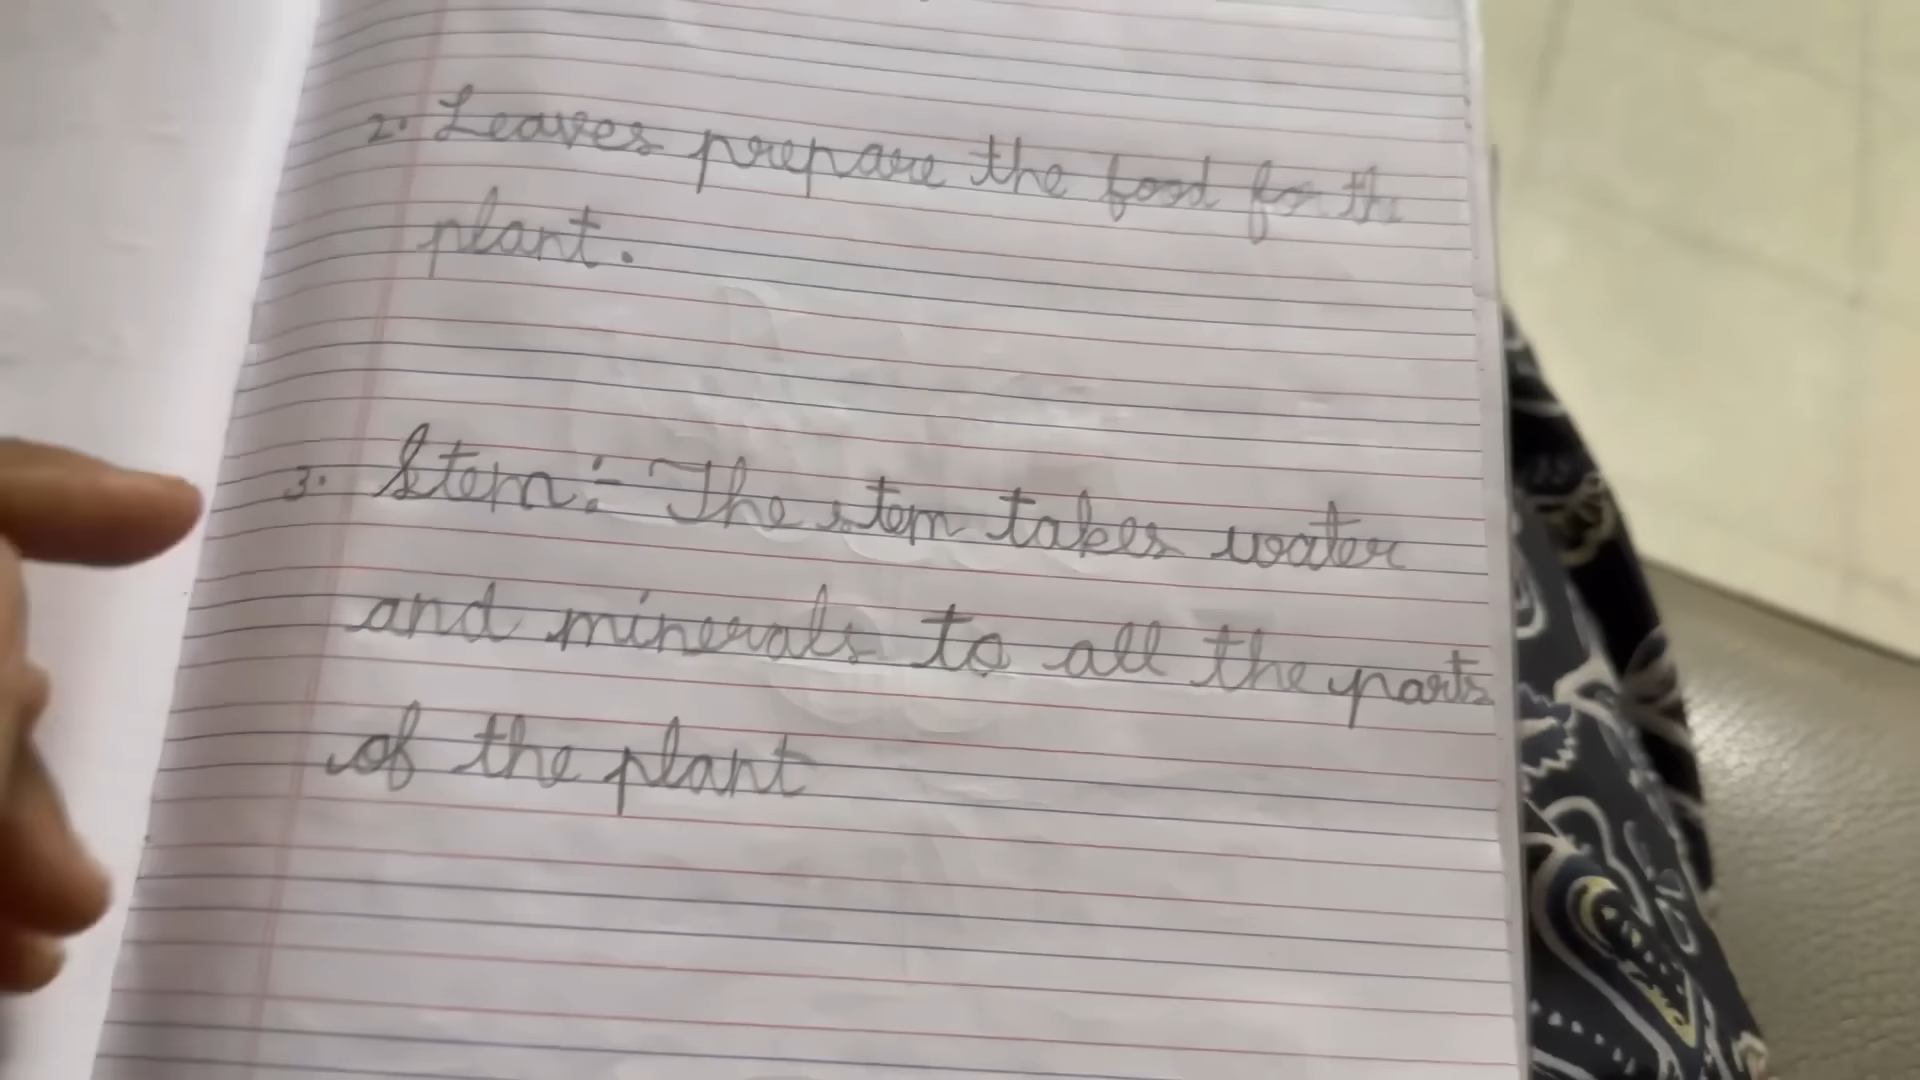 2. Leaves prepare the food for the
plant.
3. Stem:- The stem takes water
and minerals to all the parts
of the plant